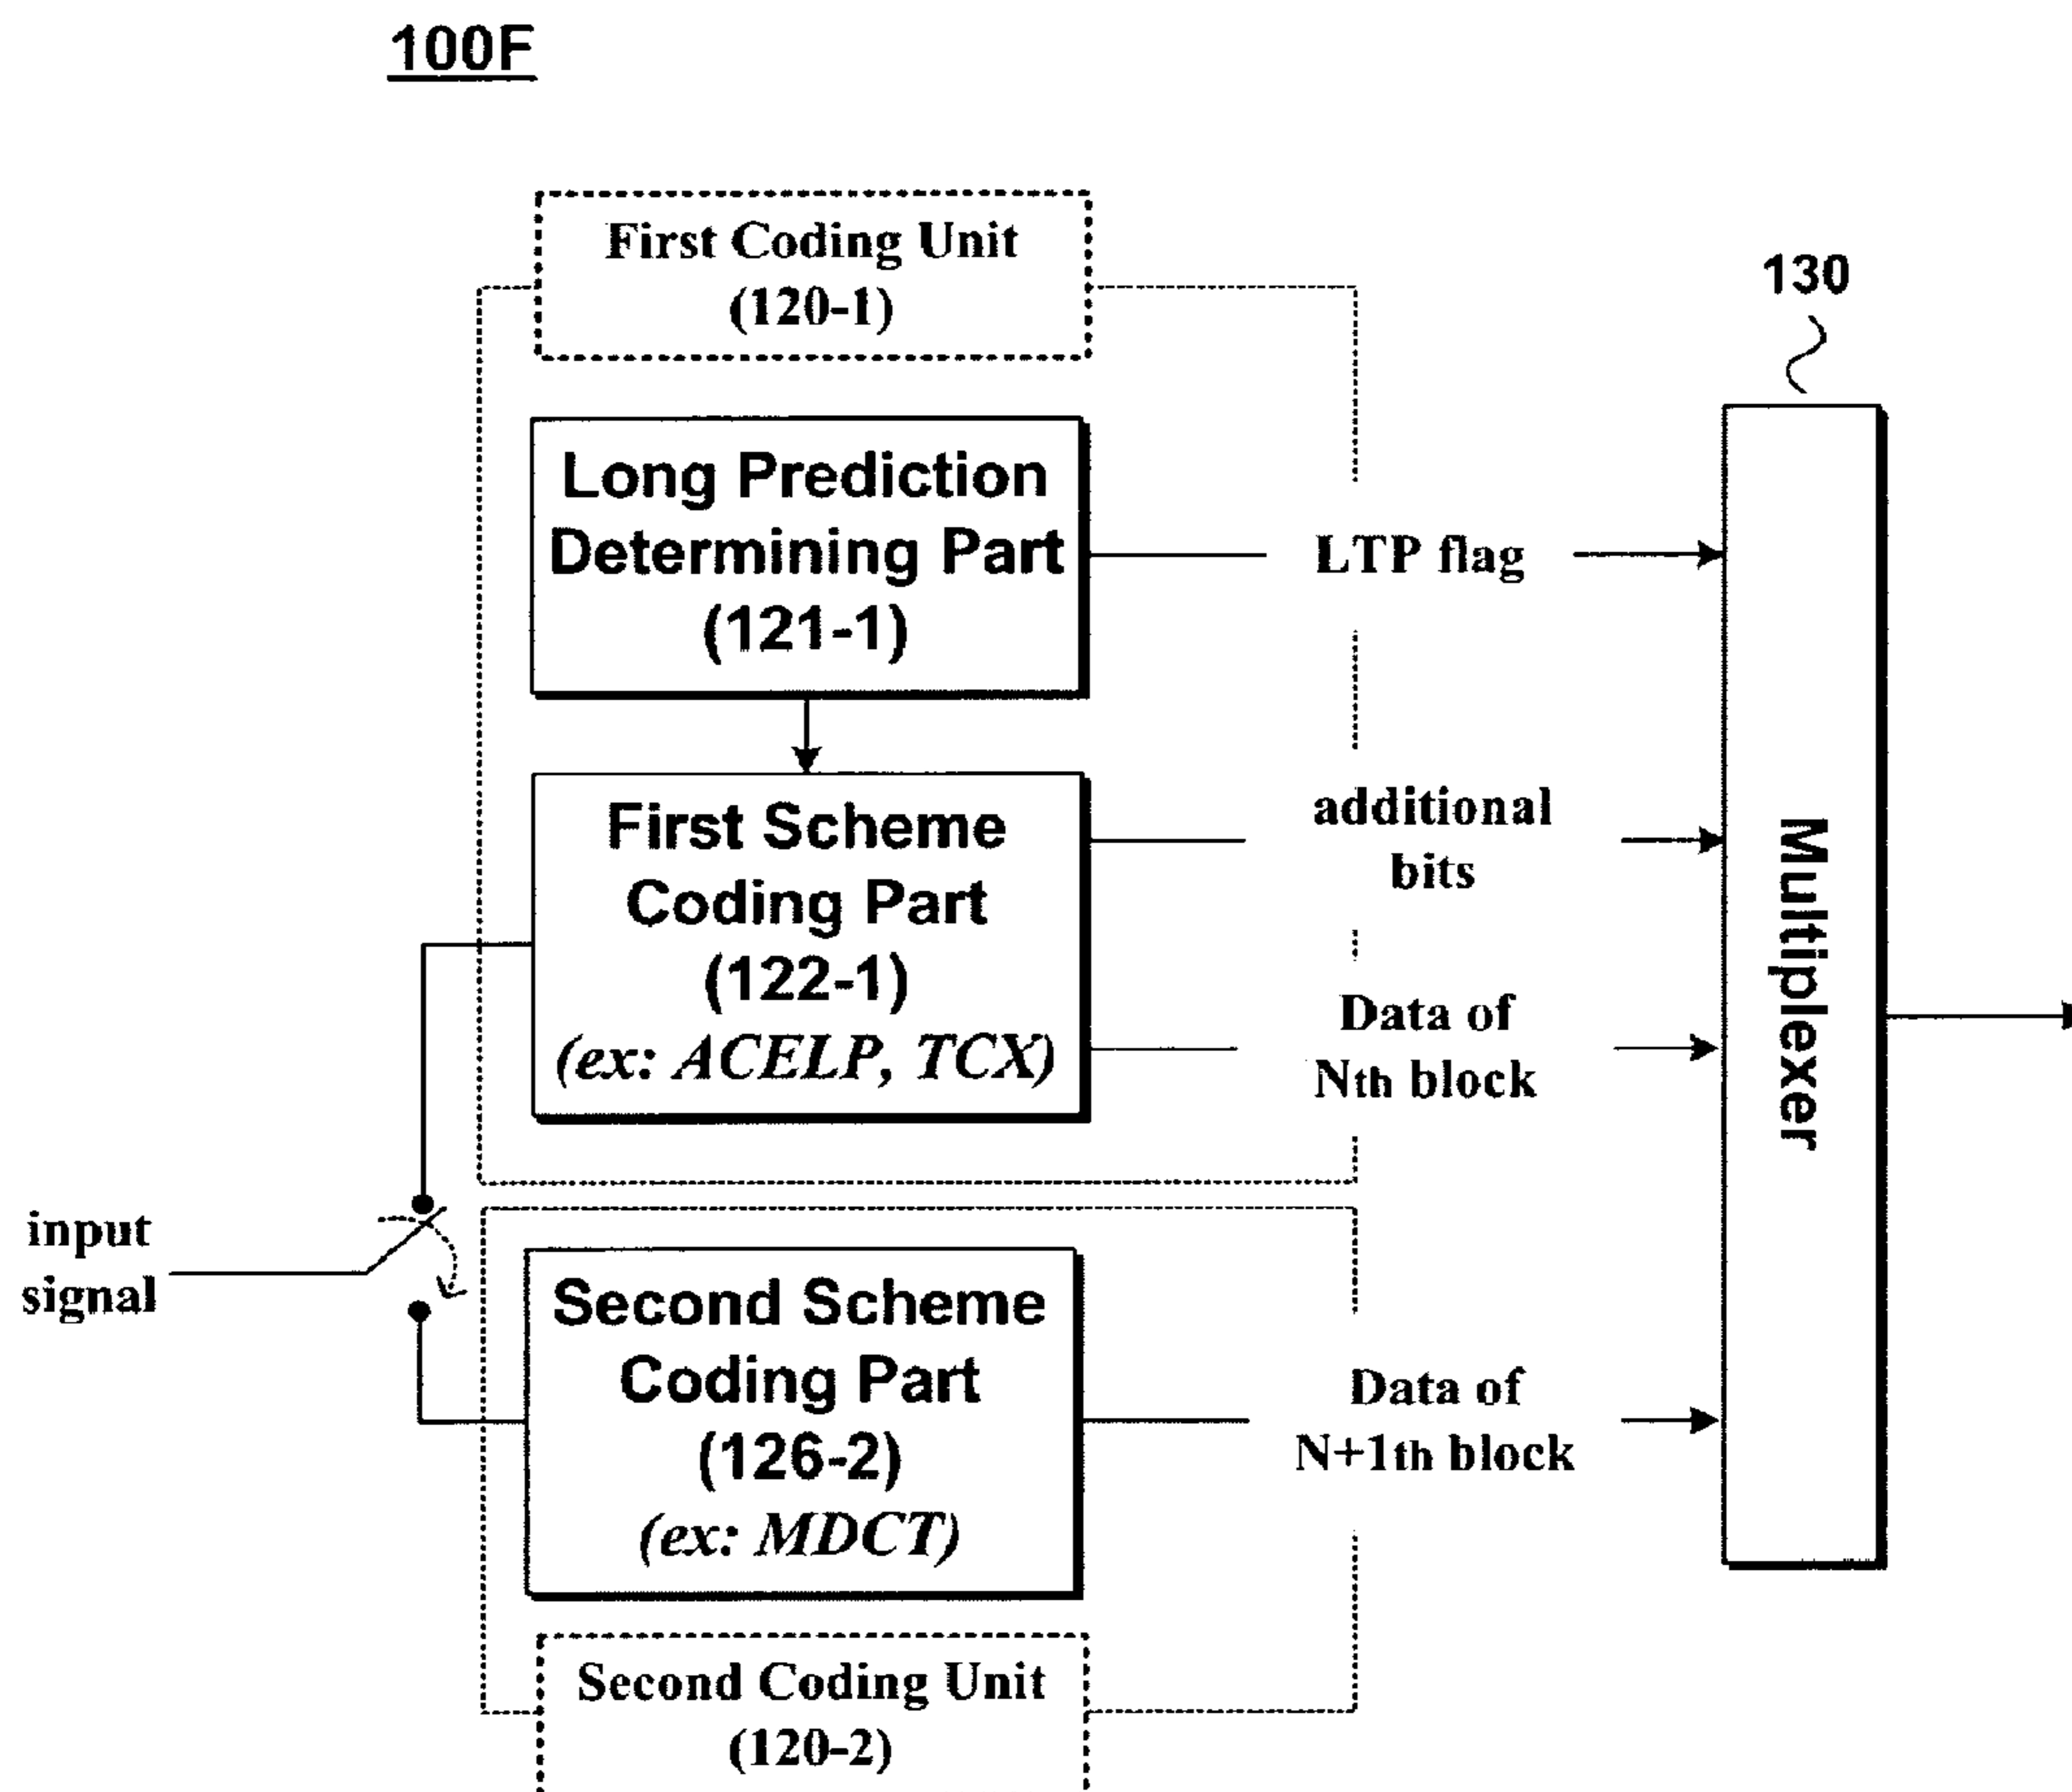 100F
First Coding Unit
(120-1)
130
Long Prediction
Determining Part
(121-1)
LTP flag
First Scheme
Coding Part
(122-1)
(ex: ACELP, TCX)
additional
bits
Data of
Nth block
Multiplexer
input
signal
Second Scheme
Coding Part
(126-2)
(ex: MDCT)
Data of
N+1th block
Second Coding Unit
(120-2)